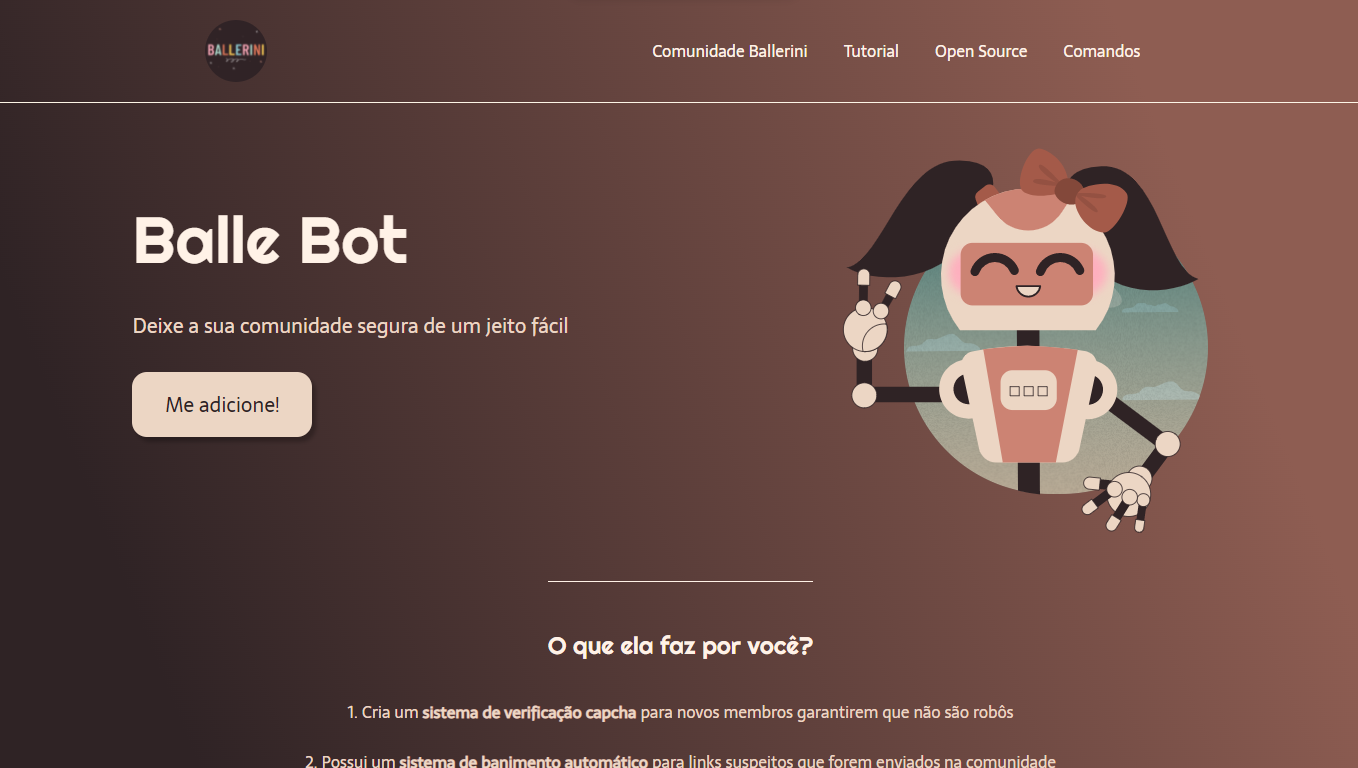 BALLERINI
Comunidade Ballerini
Tutorial
Open Source
Comandos
Balle Bot
Deixe a sua comunidade segura de um jeito fácil
Me adicione!
O que ela faz por você?
1. Cria um sistema de verificação capcha para novos membros garantirem que não são robôs
2. Possui um sistema de banimento automático para links suspeitos que forem enviados na comunidade